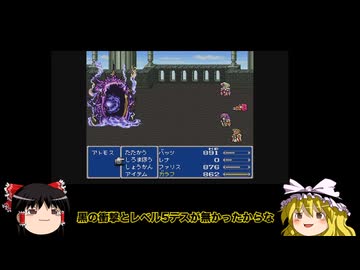 アトモス
たたかう
しろまほう
しょうかん
アイテム
バッツ 891
レナ 0
ファリス 876
ガラフ 862
黒の衝撃とレベル5デスが無かったからな